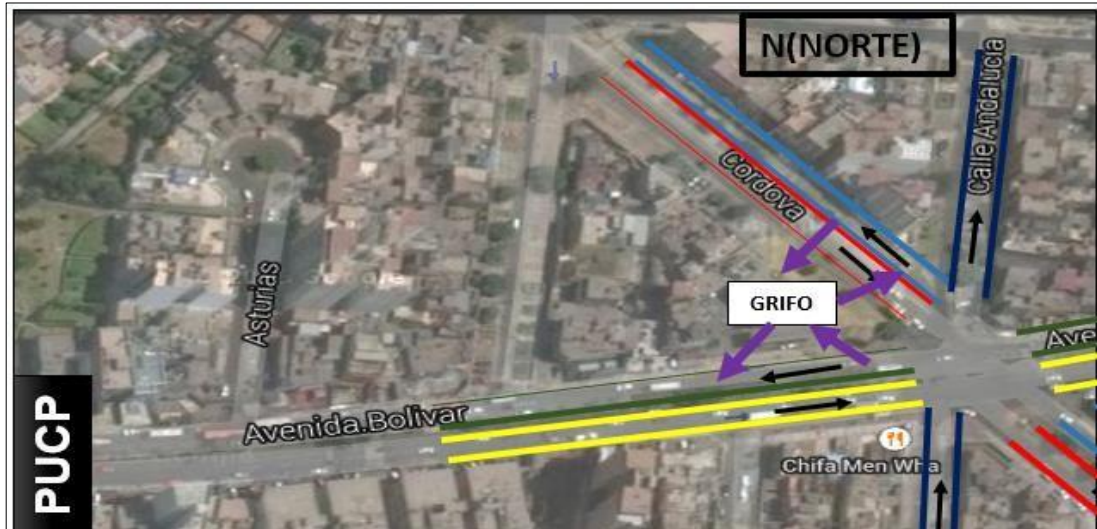 N(NORTE)
Calle Andalucia
Cordova
GRIFO
Asturias
Ave
Avenida.Bolivar
PUCP
Chifa Men Wha